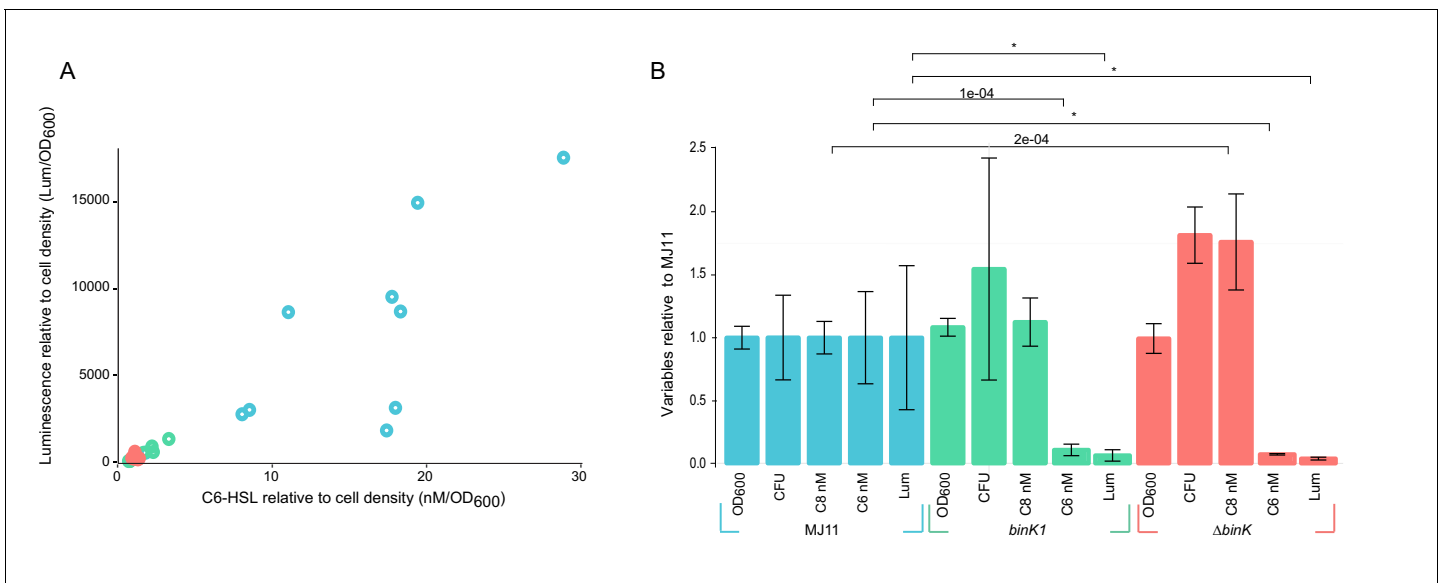 A
Luminescence relative to cell density (Lum/OD600)
15000
10000
5000
0
0
10
20
30
C6-HSL relative to cell density (nM/OD600)
B
*
*
1e-04
*
2e-04
Variables relative to MJ11
2.5
2.0
1.5
1.0
0.5
0.0
OD600
CFU
C8 nM
C6 nM
Lum
OD600
CFU
C8 nM
C6 nM
Lum
OD600
CFU
C8 nM
C6 nM
Lum
MJ11
binK1
ΔbinK